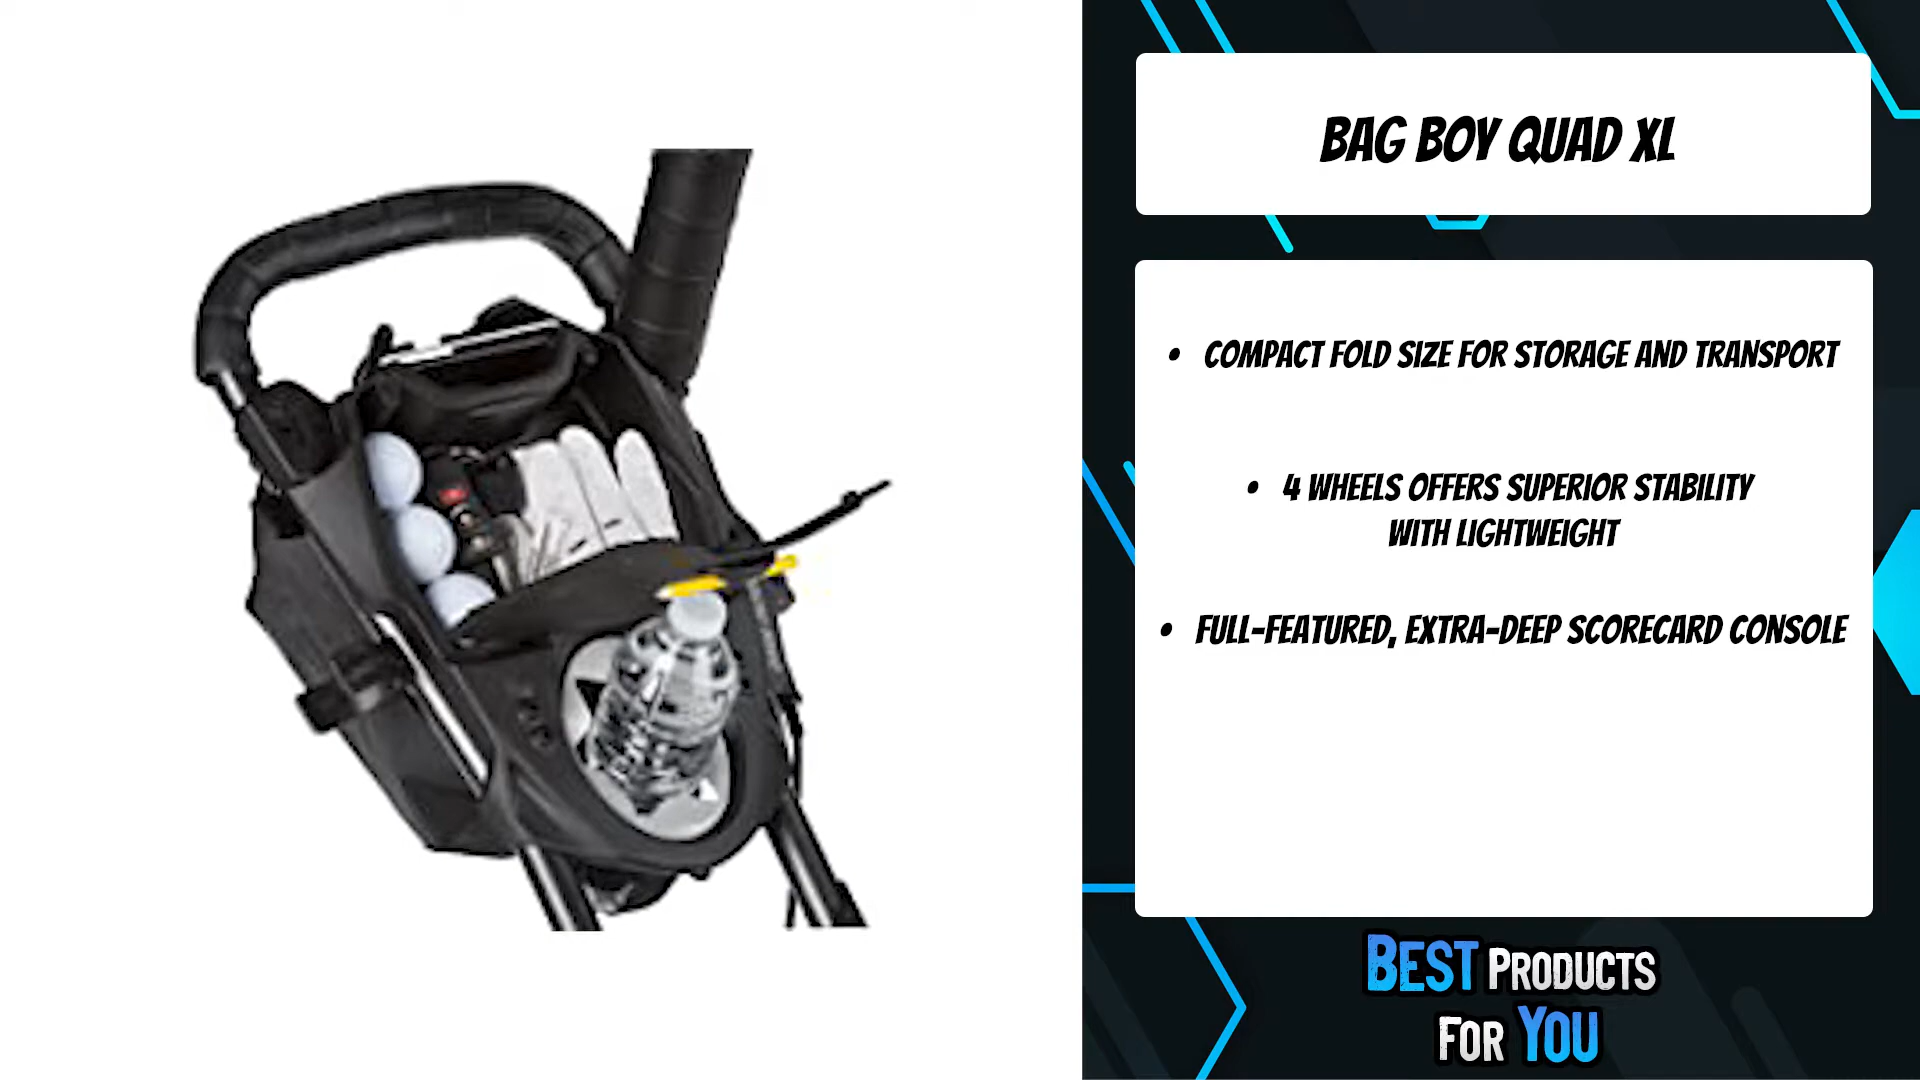 BAG BOY QUAD XL
• COMPACT FOLD SIZE FOR STORAGE AND TRANSPORT
• 4 WHEELS OFFERS SUPERIOR STABILITY
WITH LIGHTWEIGHT
• FULL-FEATURED, EXTRA-DEEP SCORECARD CONSOLE
BEST PRODUCTS
FOR YOU